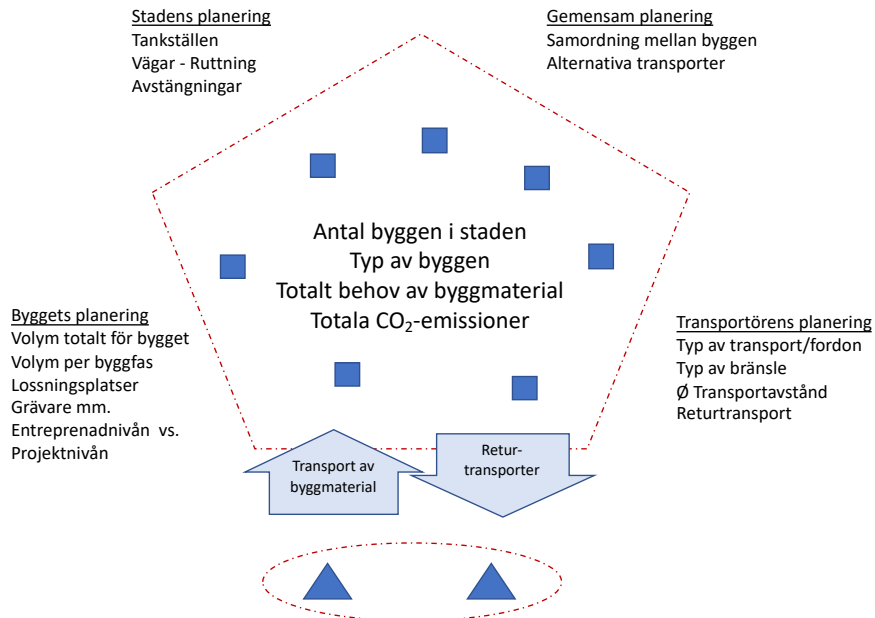 Stadens planering
Tankställen
Vägar - Ruttning
Avstängningar
Gemensam planering
Samordning mellan byggen
Alternativa transporter
Antal byggen i staden
Typ av byggen
Totalt behov av byggmaterial
Totala CO₂-emissioner
Byggets planering
Volym totalt för bygget
Volym per byggfas
Lossningsplatser
Grävare mm.
Entreprenadnivån vs.
Projektnivån
Transportörens planering
Typ av transport/fordon
Typ av bränsle
Ø Transportavstånd
Returtransport
Transport av
byggmaterial
Retur-
transporter